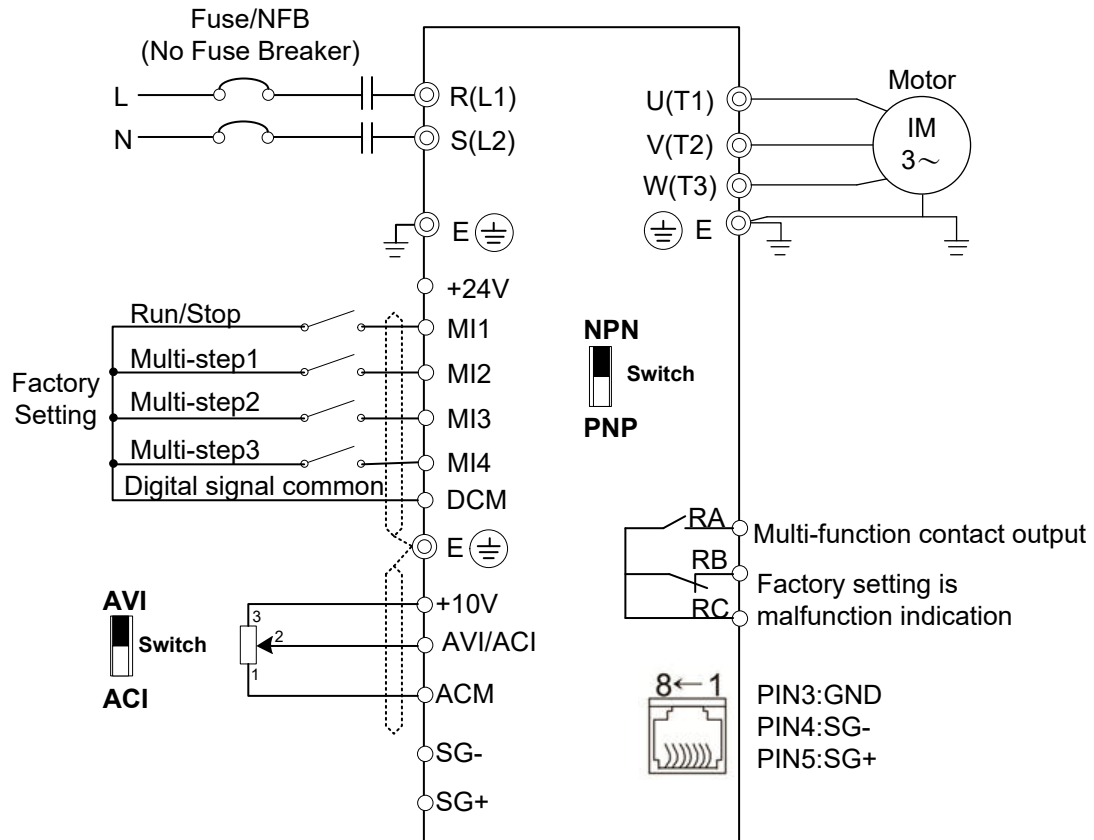 Fuse/NFB
(No Fuse Breaker)
L
R(L1)
N
S(L2)
E
U(T1)
V(T2)
W(T3)
E
Motor
IM
3~
+24V
Run/Stop
MI1
Multi-step1
MI2
Factory
Setting
Multi-step2
MI3
Multi-step3
MI4
Digital signal common
DCM
E
NPN
Switch
PNP
AVI
Switch
ACI
3
2
1
+10V
AVI/ACI
ACM
SG-
SG+
RA
RB
RC
Multi-function contact output
Factory setting is
malfunction indication
8←1
PIN3:GND
PIN4:SG-
PIN5:SG+